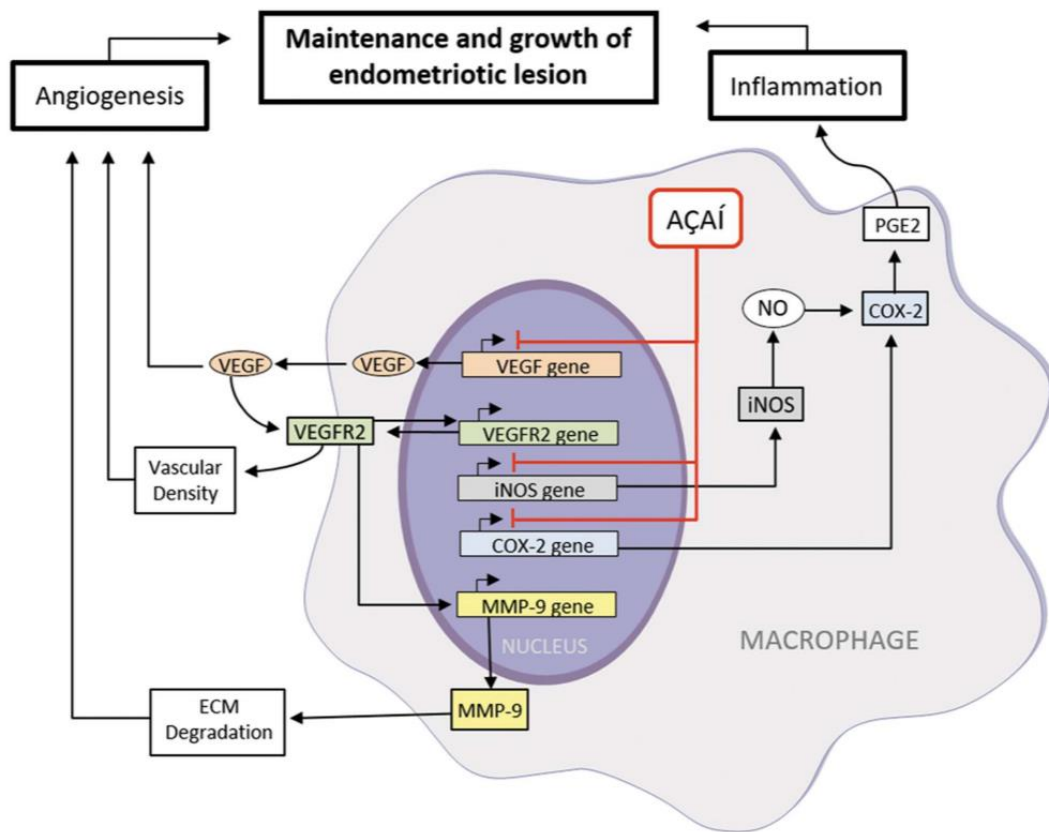 Maintenance and growth of
endometriotic lesion
Angiogenesis
Inflammation
AÇAÍ
PGE2
NO
COX-2
VEGF
VEGF
VEGF gene
iNOS
VEGFR2
VEGFR2 gene
Vascular
Density
iNOS gene
COX-2 gene
MMP-9 gene
NUCLEUS
MACROPHAGE
ECM
Degradation
MMP-9